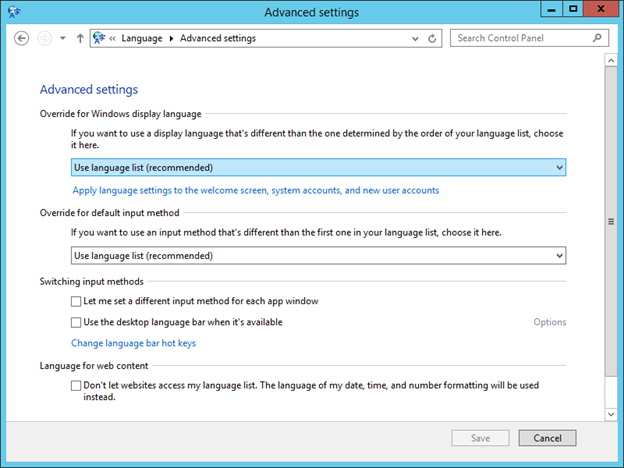 Advanced settings
« Language ▸ Advanced settings
Search Control Panel
Advanced settings
Override for Windows display language
If you want to use a display language that's different than the one determined by the order of your language list, choose
it here.
Use language list (recommended)
Apply language settings to the welcome screen, system accounts, and new user accounts
Override for default input method
If you want to use an input method that's different than the first one in your language list, choose it here.
Use language list (recommended)
Switching input methods
Let me set a different input method for each app window
Use the desktop language bar when it's available
Options
Change language bar hot keys
Language for web content
Don't let websites access my language list. The language of my date, time, and number formatting will be used
instead.
Save
Cancel